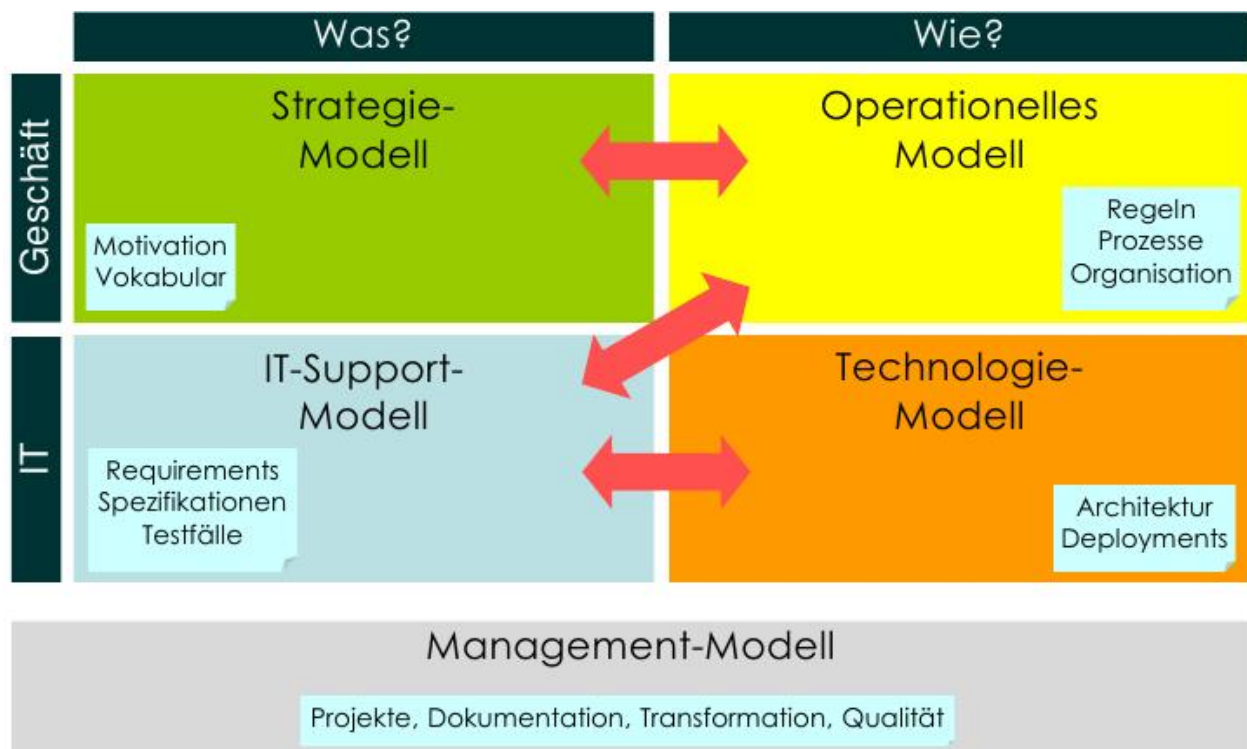 Was?
Wie?
Geschäft
Strategie-
Modell
Motivation
Vokabular
Operationelles
Modell
Regeln
Prozesse
Organisation
IT
IT-Support-
Modell
Requirements
Spezifikationen
Testfälle
Technologie-
Modell
Architektur
Deployments
Management-Modell
Projekte, Dokumentation, Transformation, Qualität